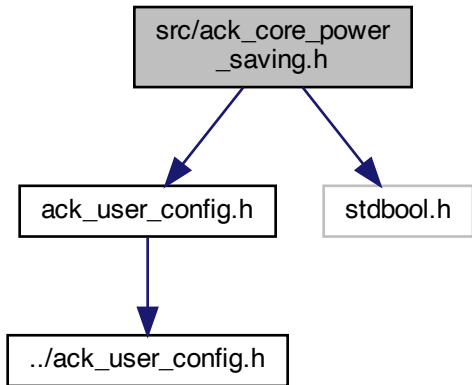 src/ack_core_power
_saving.h
ack_user_config.h
stdbool.h
../ack_user_config.h